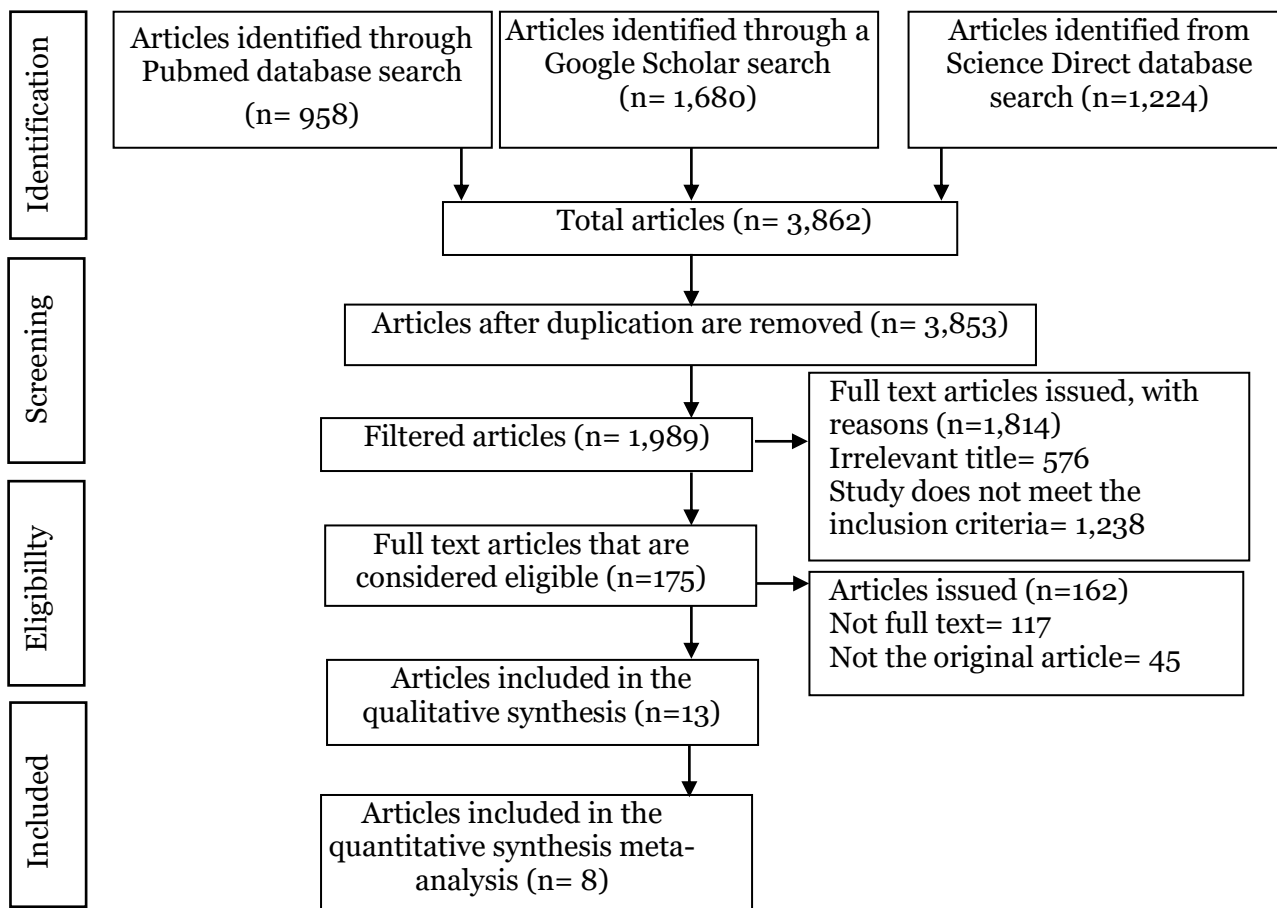 Identification
Articles identified through
Pubmed database search
(n= 958)
Articles identified through a
Google Scholar search
(n= 1,680)
Articles identified from
Science Direct database
search (n=1,224)
Total articles (n= 3,862)
Screening
Articles after duplication are removed (n= 3,853)
Filtered articles (n= 1,989)
Full text articles issued, with
reasons (n=1,814)
Irrelevant title= 576
Study does not meet the
inclusion criteria= 1,238
Eligibillty
Full text articles that are
considered eligible (n=175)
Articles issued (n=162)
Not full text= 117
Not the original article= 45
Articles included in the
qualitative synthesis (n=13)
Included
Articles included in the
quantitative synthesis meta-
analysis (n= 8)